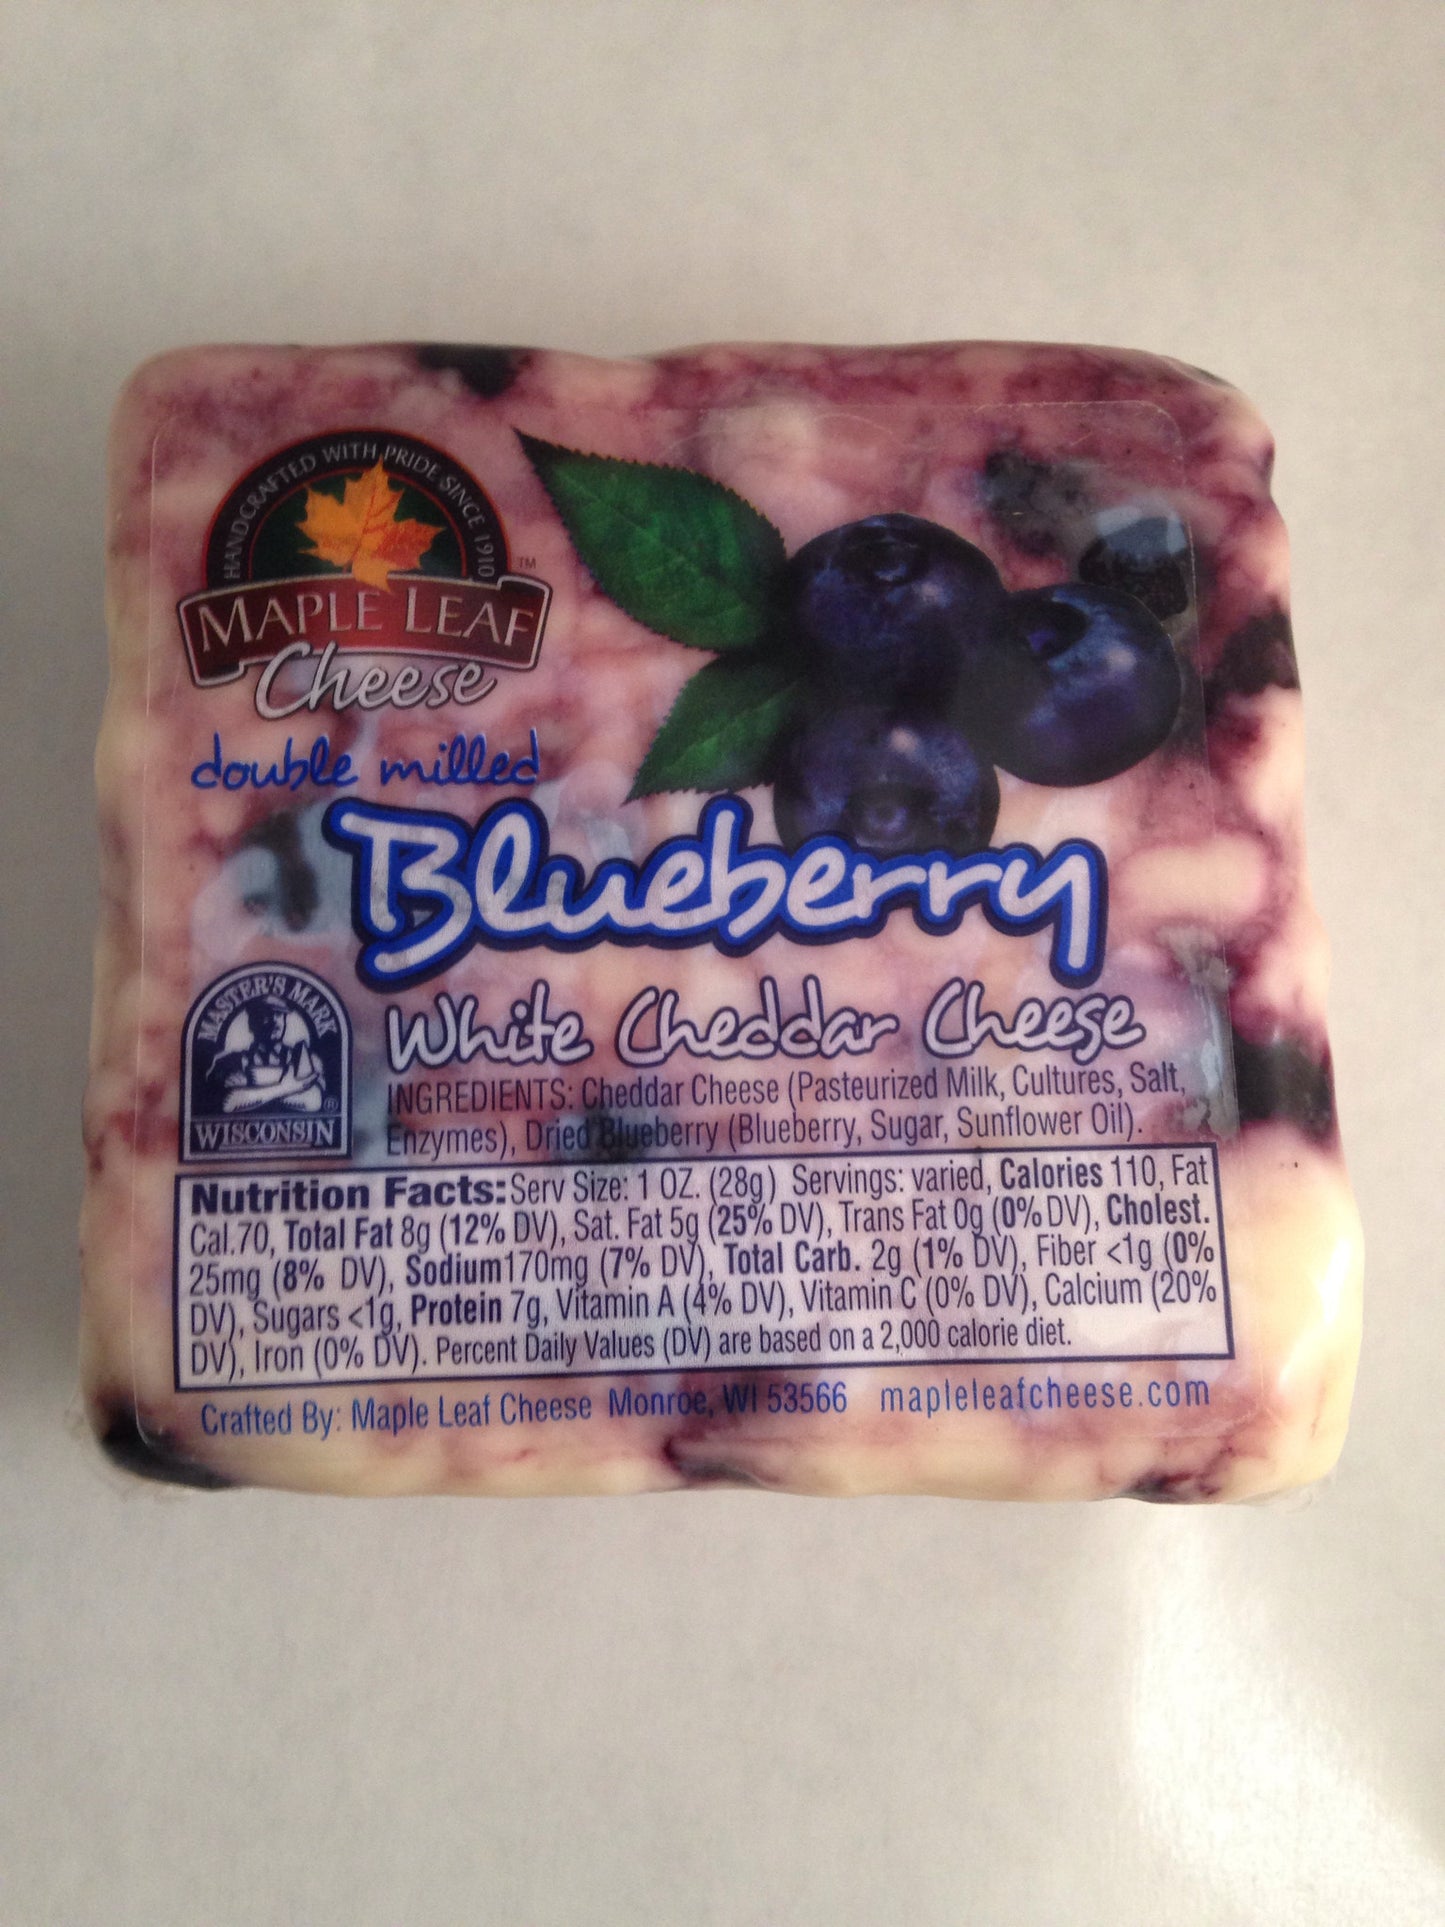 HANDCRAFTED WITH PRIDE SINCE 1910
MAPLE LEAF TM
Cheese
double milled
Blueberry
White Cheddar Cheese
MASTER'S MARK
®
WISCONSIN
INGREDIENTS: Cheddar Cheese (Pasteurized Milk, Cultures, Salt,
Enzymes), Dried Blueberry (Blueberry, Sugar, Sunflower Oil).
Nutrition Facts: Serv Size: 1 OZ. (28g) Servings: varied, Calories 110, Fat
Cal.70, Total Fat 8g (12% DV), Sat. Fat 5g (25% DV), Trans Fat 0g (0% DV), Cholest.
25mg (8% DV), Sodium170mg (7% DV), Total Carb. 2g (1% DV), Fiber <1g (0%
DV), Sugars <1g, Protein 7g, Vitamin A (4% DV), Vitamin C (0% DV), Calcium (20%
DV), Iron (0% DV). Percent Daily Values (DV) are based on a 2,000 calorie diet.
Crafted By: Maple Leaf Cheese Monroe, WI 53566 mapleleafcheese.com